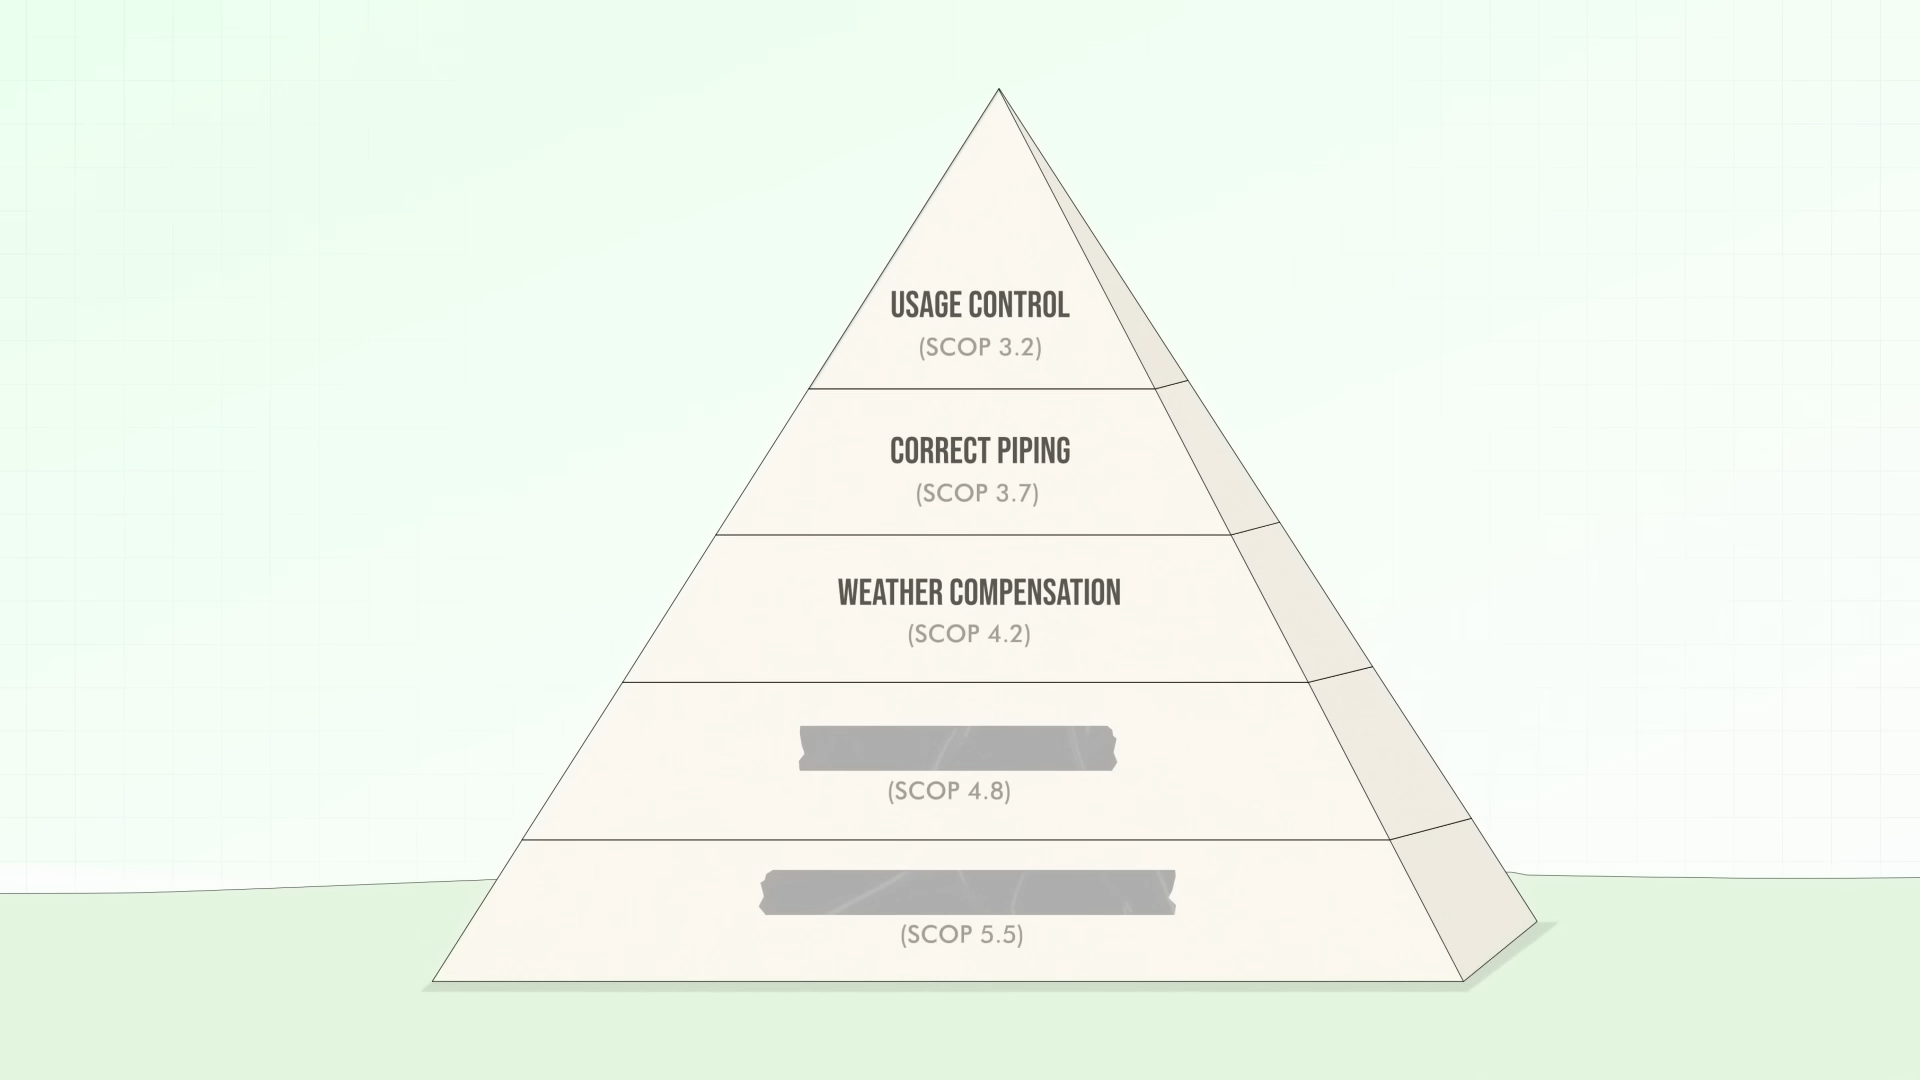 USAGE CONTROL
(SCOP 3.2)
CORRECT PIPING
(SCOP 3.7)
WEATHER COMPENSATION
(SCOP 4.2)
(SCOP 4.8)
(SCOP 5.5)